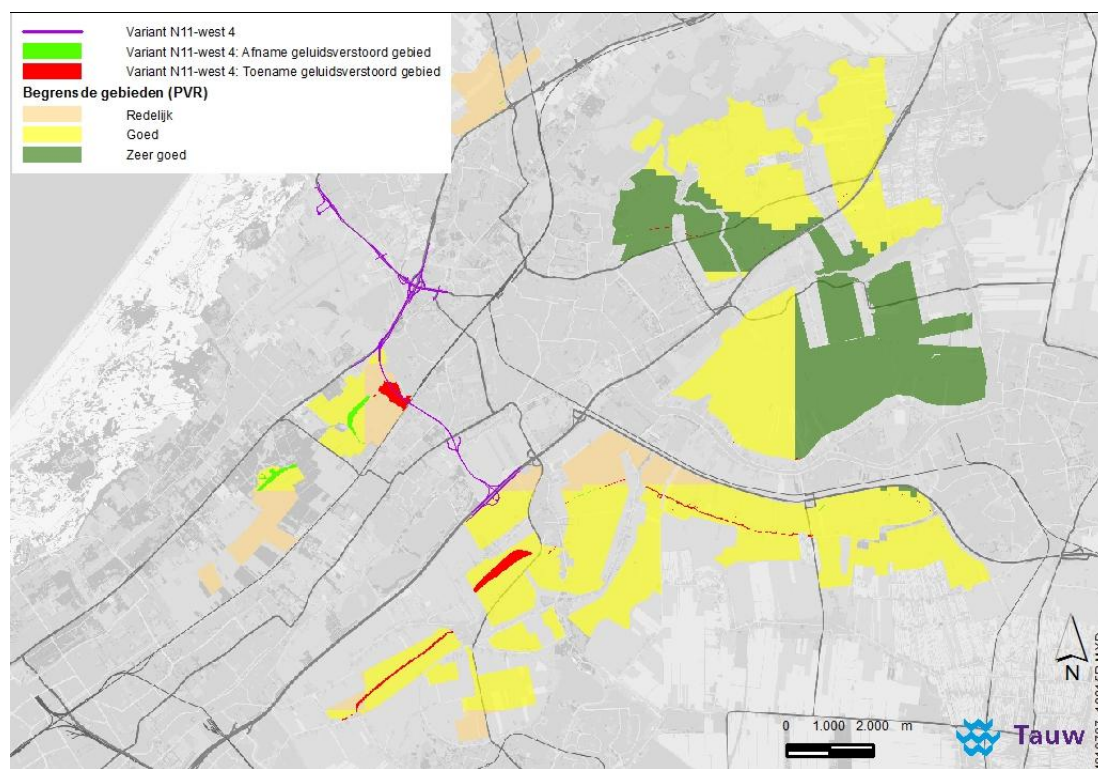 Variant N11-west 4
Variant N11-west 4: Afname geluidsverstoord gebied
Variant N11-west 4: Toename geluidsverstoord gebied
Begrensde gebieden (PVR)
Redelijk
Goed
Zeer goed
N
0 1.000 2.000 m
Tauw